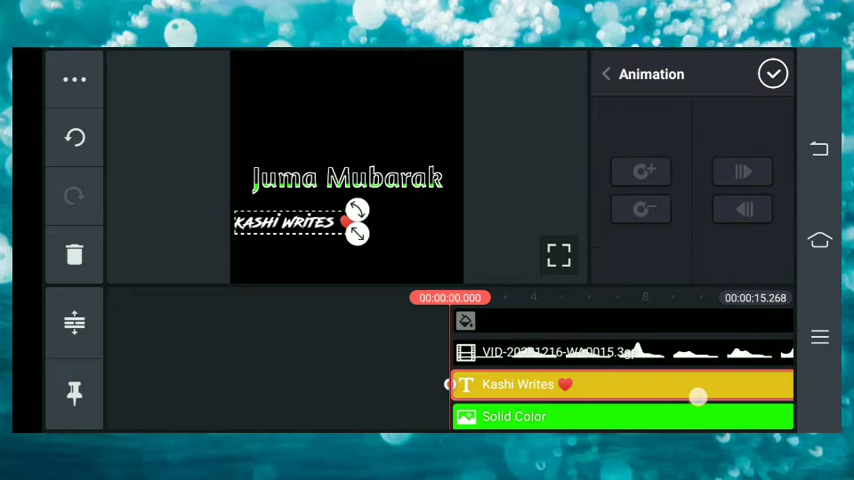 Animation
Juma Mubarak
KASHI WRITES ❤️
00:00:00.000
4
8
00:00:15.268
T Kashi Writes ❤️
Solid Color